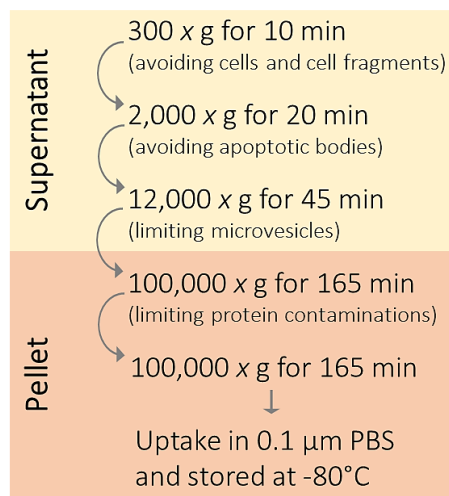 Supernatant
300 x g for 10 min
(avoiding cells and cell fragments)
2,000 x g for 20 min
(avoiding apoptotic bodies)
12,000 x g for 45 min
(limiting microvesicles)
Pellet
100,000 x g for 165 min
(limiting protein contaminations)
100,000 x g for 165 min
Uptake in 0.1 µm PBS
and stored at -80°C